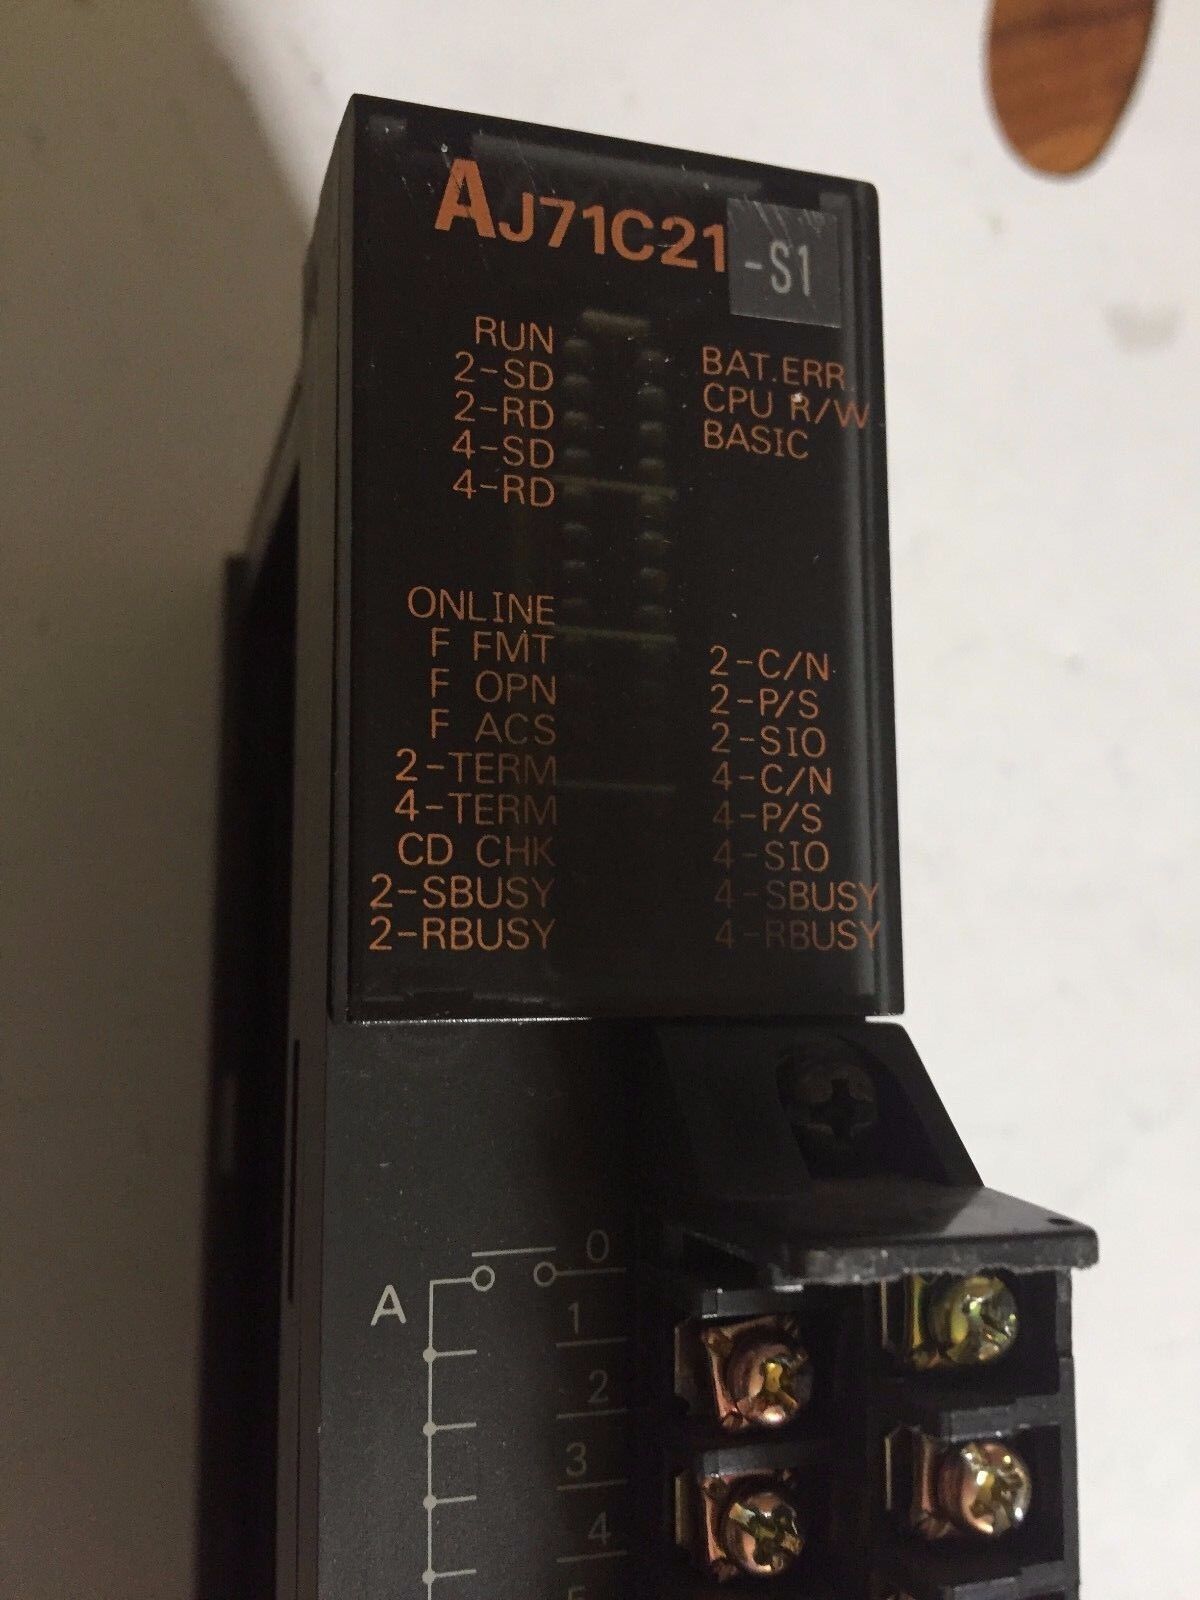 AJ71C21 -S1
RUN
2-SD
2-RD
4-SD
4-RD
BAT.ERR.
CPU R/W
BASIC
ONLINE
F FMT
F OPN
F ACS
2-TERM
4-TERM
CD CHK
2-SBUSY
2-RBUSY
2-C/N
2-P/S
2-SIO
4-C/N
4-P/S
4-SIO
4-SBUSY
4-RBUSY
A
0
1
2
3
4